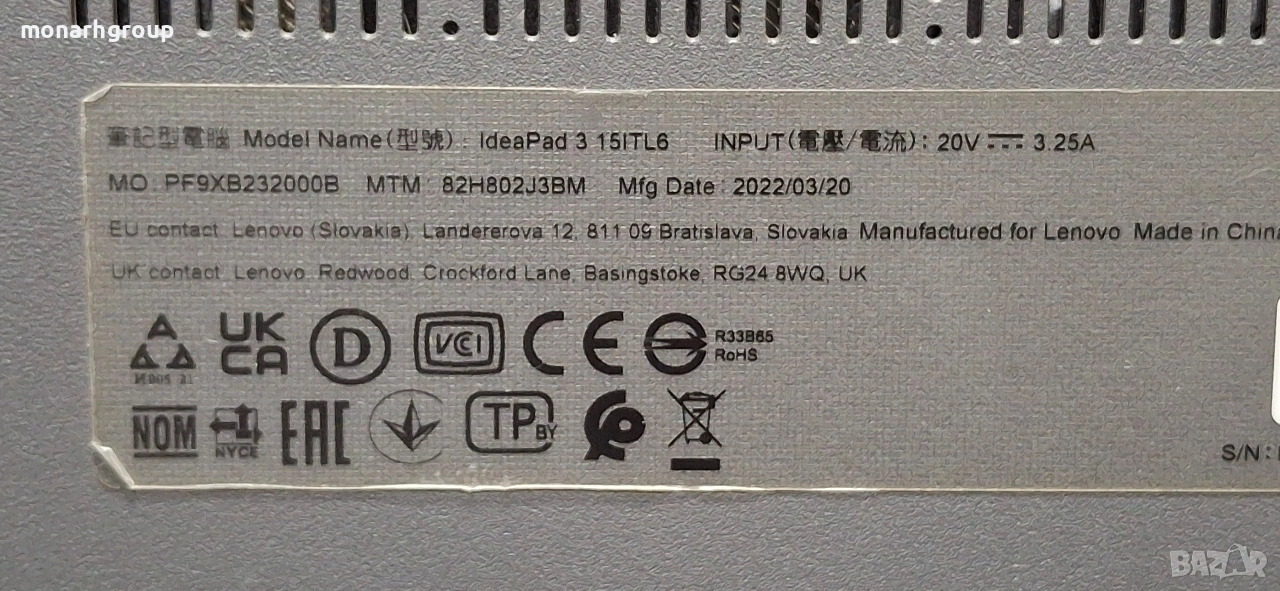 monarhgroup
筆記型電腦 Model Name(型號): IdeaPad 3 15ITL6 INPUT(電壓/電流): 20V ⎓ 3.25A
MO: PF9XB232000B MTM: 82H802J3BM Mfg Date: 2022/03/20
EU contact: Lenovo (Slovakia), Landererova 12, 811 09 Bratislava, Slovakia Manufactured for Lenovo Made in China
UK contact: Lenovo, Redwood, Crockford Lane, Basingstoke, RG24 8WQ, UK
UK
CA
D
VCCI
CE
R33B65
RoHS
NOM
NYCE
EAC
TP BY
S/N:
BAZAR